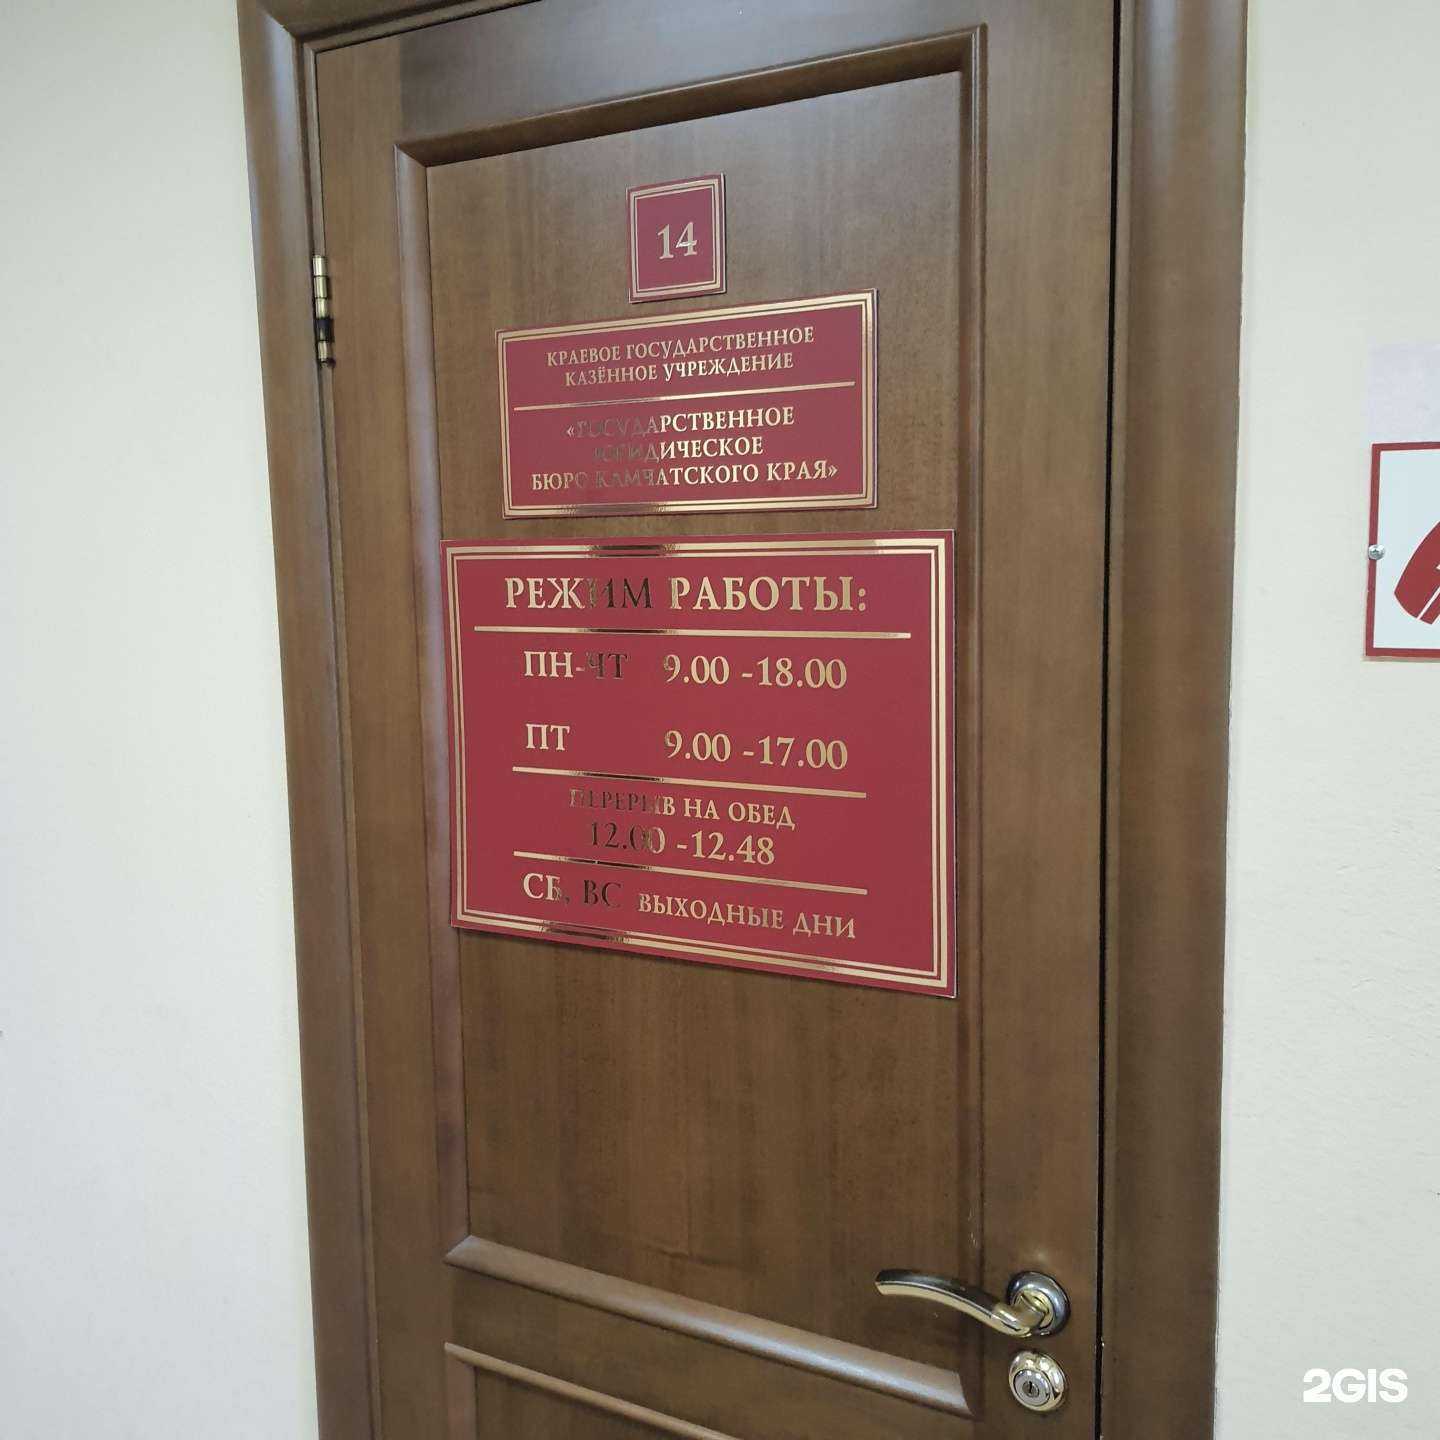 14
КРАЕВОЕ ГОСУДАРСТВЕННОЕ
КАЗЁННОЕ УЧРЕЖДЕНИЕ
«ГОСУДАРСТВЕННОЕ
ЮРИДИЧЕСКОЕ
БЮРО КАМЧАТСКОГО КРАЯ»
РЕЖИМ РАБОТЫ:
ПН-ЧТ 9.00 -18.00
ПТ 9.00 -17.00
ПЕРЕРЫВ НА ОБЕД
12.00 -12.48
СБ, ВС ВЫХОДНЫЕ ДНИ
2GIS